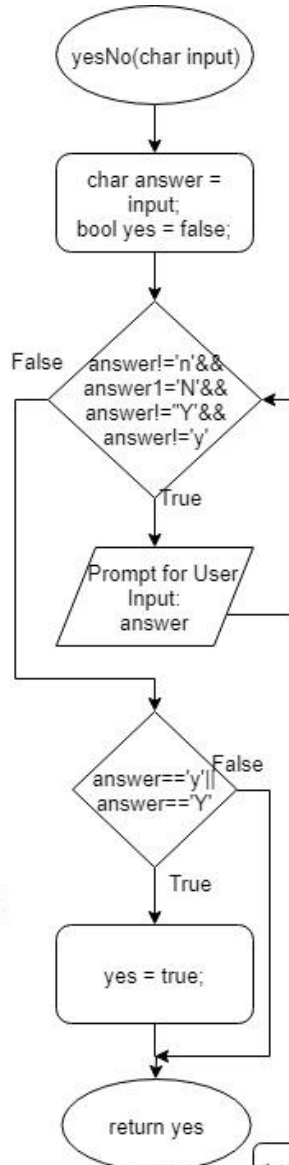 yesNo(char input)
char answer =
input;
bool yes = false;
False
answer!='n'&&
answer1='N'&&
answer!="Y'&&
answer!='y'
True
Prompt for User
Input:
answer
answer=='y'||
answer=='Y'
False
True
yes = true;
return yes